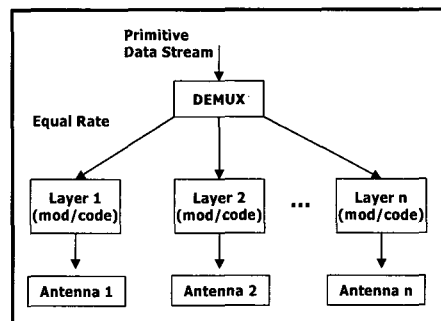 Primitive
Data Stream
DEMUX
Equal Rate
Layer 1
(mod/code)
Layer 2
(mod/code)
...
Layer n
(mod/code)
Antenna 1
Antenna 2
Antenna n